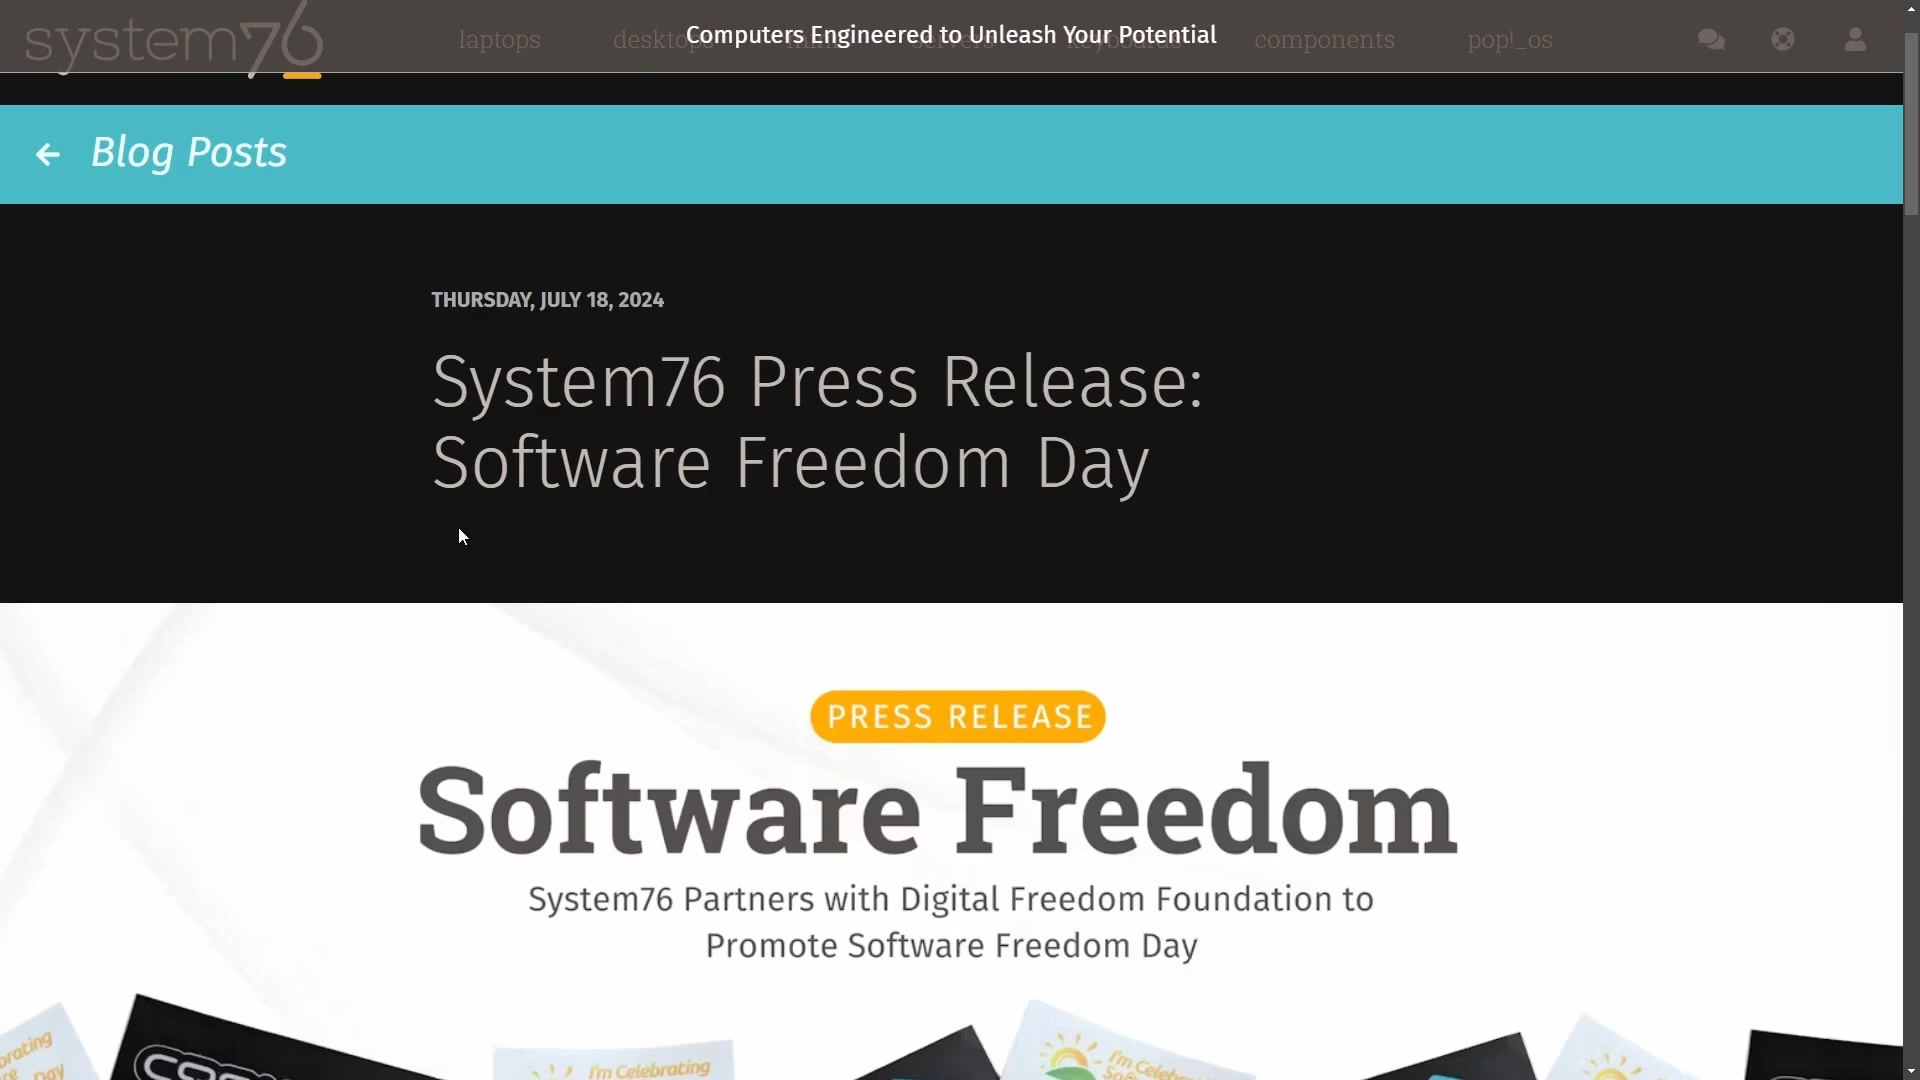 system76
laptops
desktops
Computers Engineered to Unleash Your Potential
components
pop!_os
Blog Posts
THURSDAY, JULY 18, 2024
System76 Press Release:
Software Freedom Day
PRESS RELEASE
Software Freedom
System76 Partners with Digital Freedom Foundation to
Promote Software Freedom Day
I'm Celebrating
I'm Celebrating